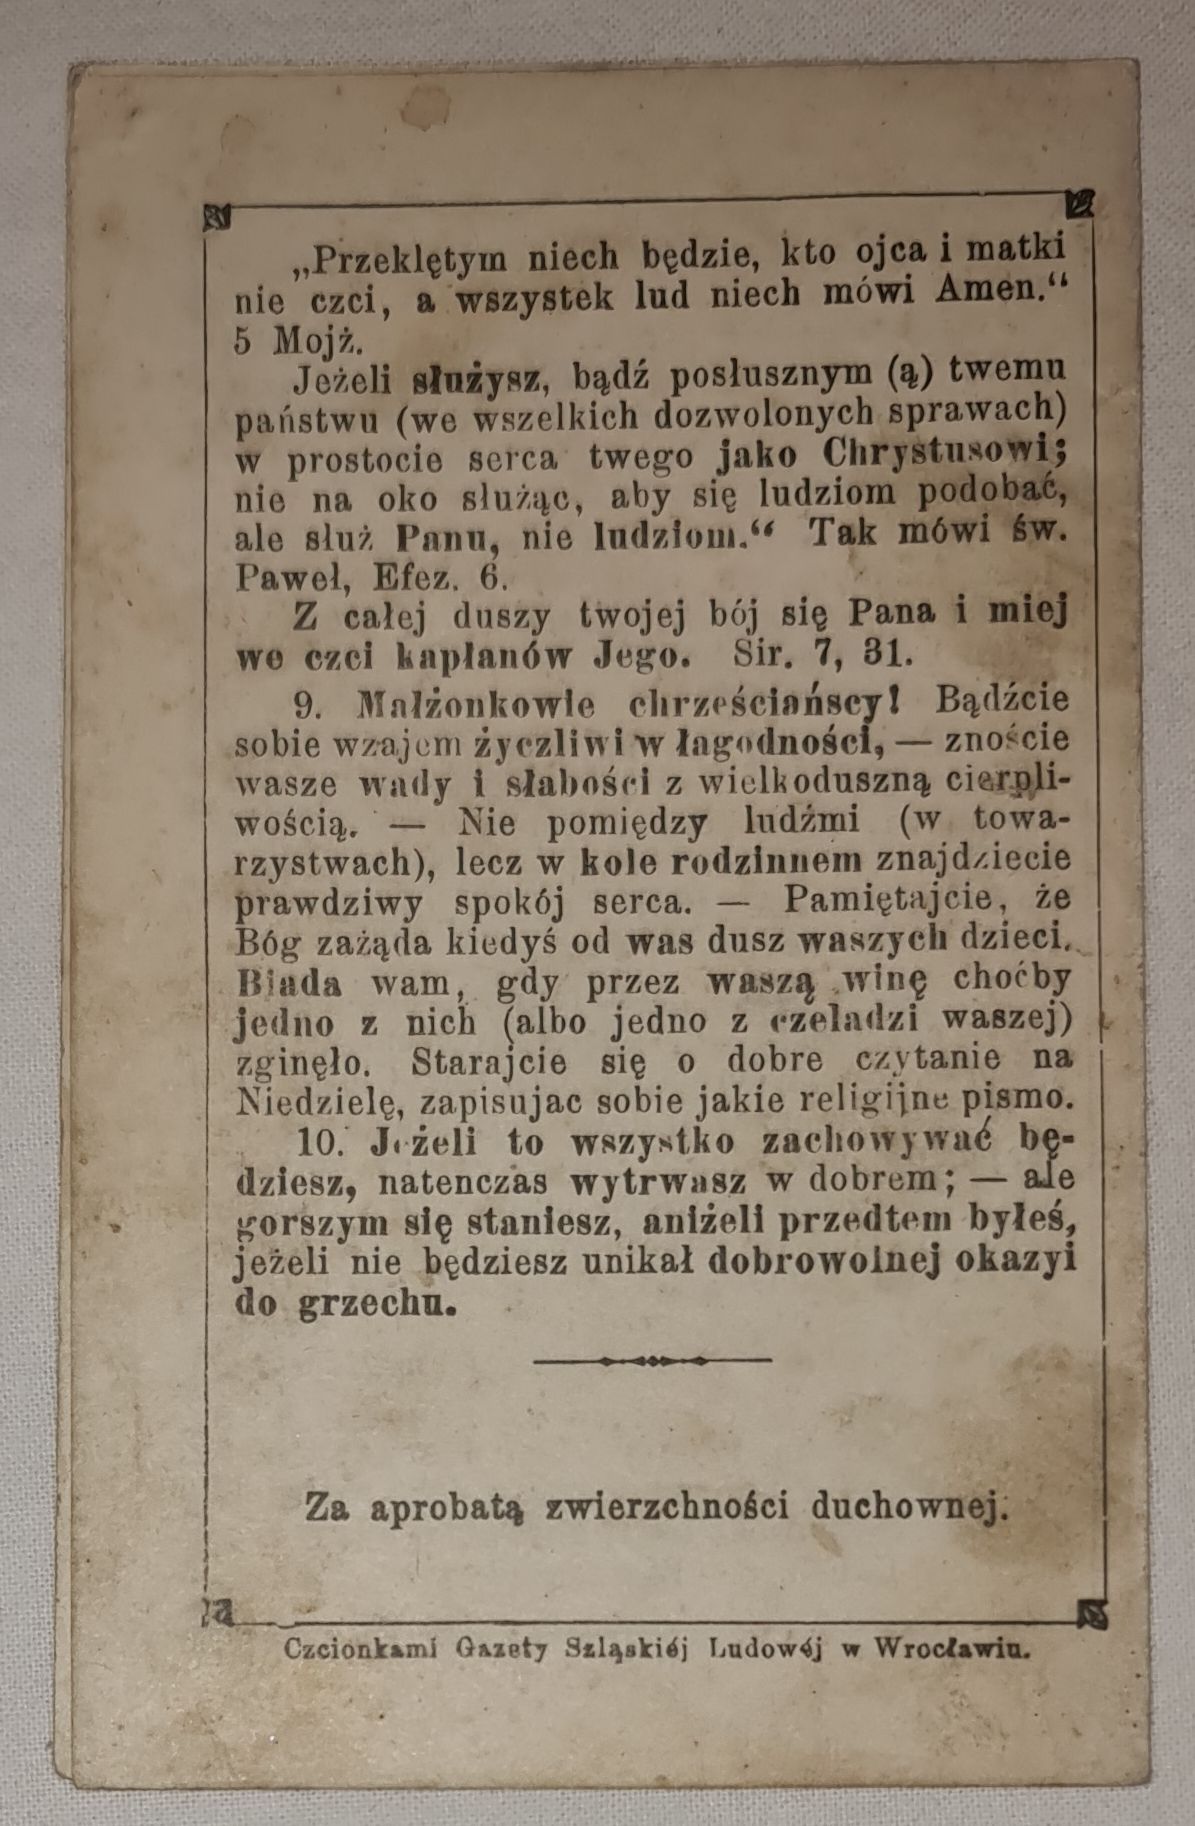 „Przeklętym niech będzie, kto ojca i matki
nie czci, a wszystek lud niech mówi Amen.“
5 Mojż.
Jeżeli służysz, bądź posłusznym (ą) twemu
państwu (we wszelkich dozwolonych sprawach)
w prostocie serca twego jako Chrystusowi;
nie na oko służąc, aby się ludziom podobać,
ale służ Panu, nie ludziom.“ Tak mówi św.
Paweł, Efez. 6.
Z całej duszy twojej bój się Pana i miej
we czci kapłanów Jego. Sir. 7, 31.
9. Małżonkowie chrześciańscy! Bądźcie
sobie wzajem życzliwi w łagodności, — znoście
wasze wady i słabości z wielkoduszną cierpli-
wością. — Nie pomiędzy ludźmi (w towa-
rzystwach), lecz w kole rodzinnem znajdziecie
prawdziwy spokój serca. — Pamiętajcie, że
Bóg zażąda kiedyś od was dusz waszych dzieci.
Biada wam, gdy przez waszą winę choćby
jedno z nich (albo jedno z czeladzi waszej)
zginęło. Starajcie się o dobre czytanie na
Niedzielę, zapisujac sobie jakie religijne pismo.
10. Jeżeli to wszystko zachowywać bę-
dziesz, natenczas wytrwasz w dobrem; — ale
gorszym się staniesz, aniżeli przedtem byłeś,
jeżeli nie będziesz unikał dobrowolnej okazyi
do grzechu.
Za aprobatą zwierzchności duchownej.
Czcionkami Gazety Szląskiéj Ludowéj w Wrocławiu.